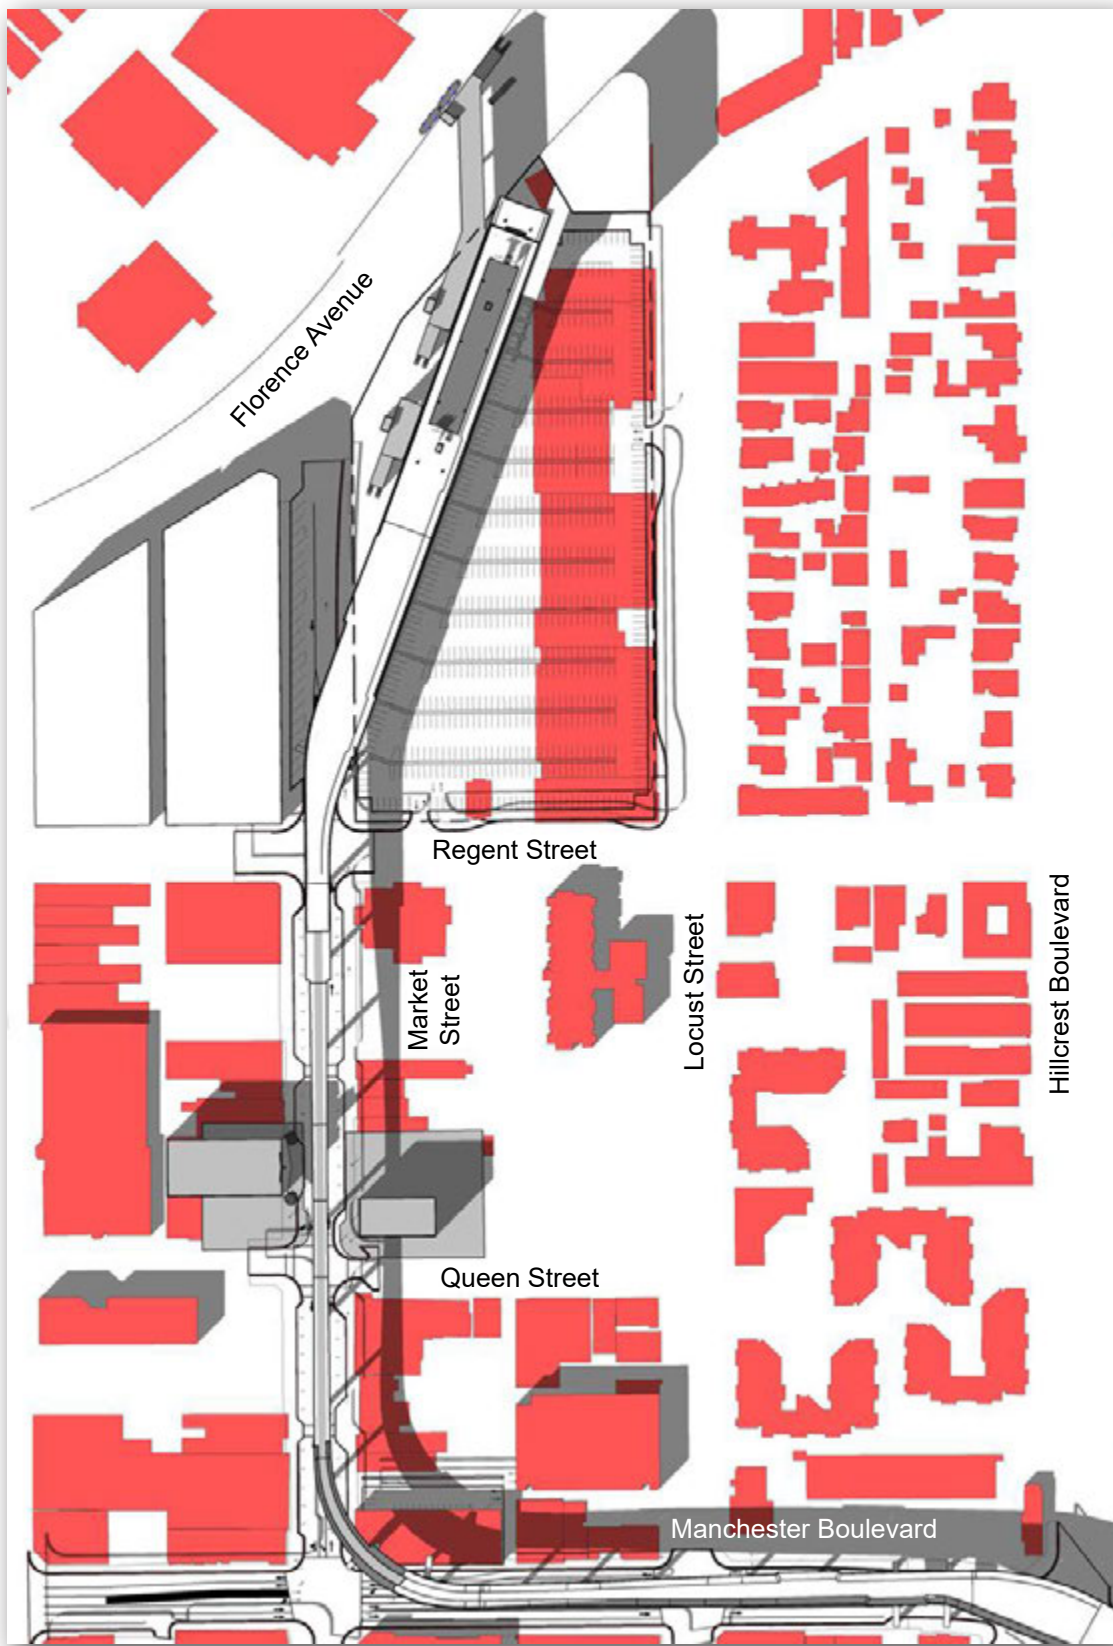 Florence Avenue
Regent Street
Market
Street
Locust Street
Hillcrest Boulevard
Queen Street
Manchester Boulevard